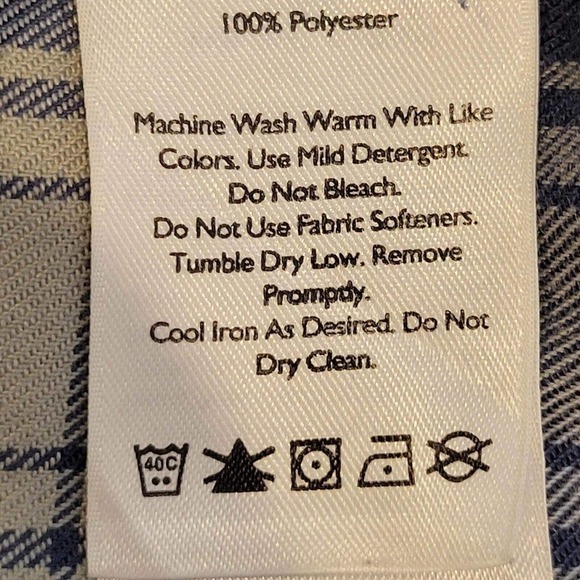 100% Polyester
Machine Wash Warm With Like
Colors. Use Mild Detergent.
Do Not Bleach.
Do Not Use Fabric Softeners.
Tumble Dry Low. Remove
Promptly.
Cool Iron As Desired. Do Not
Dry Clean.
40C